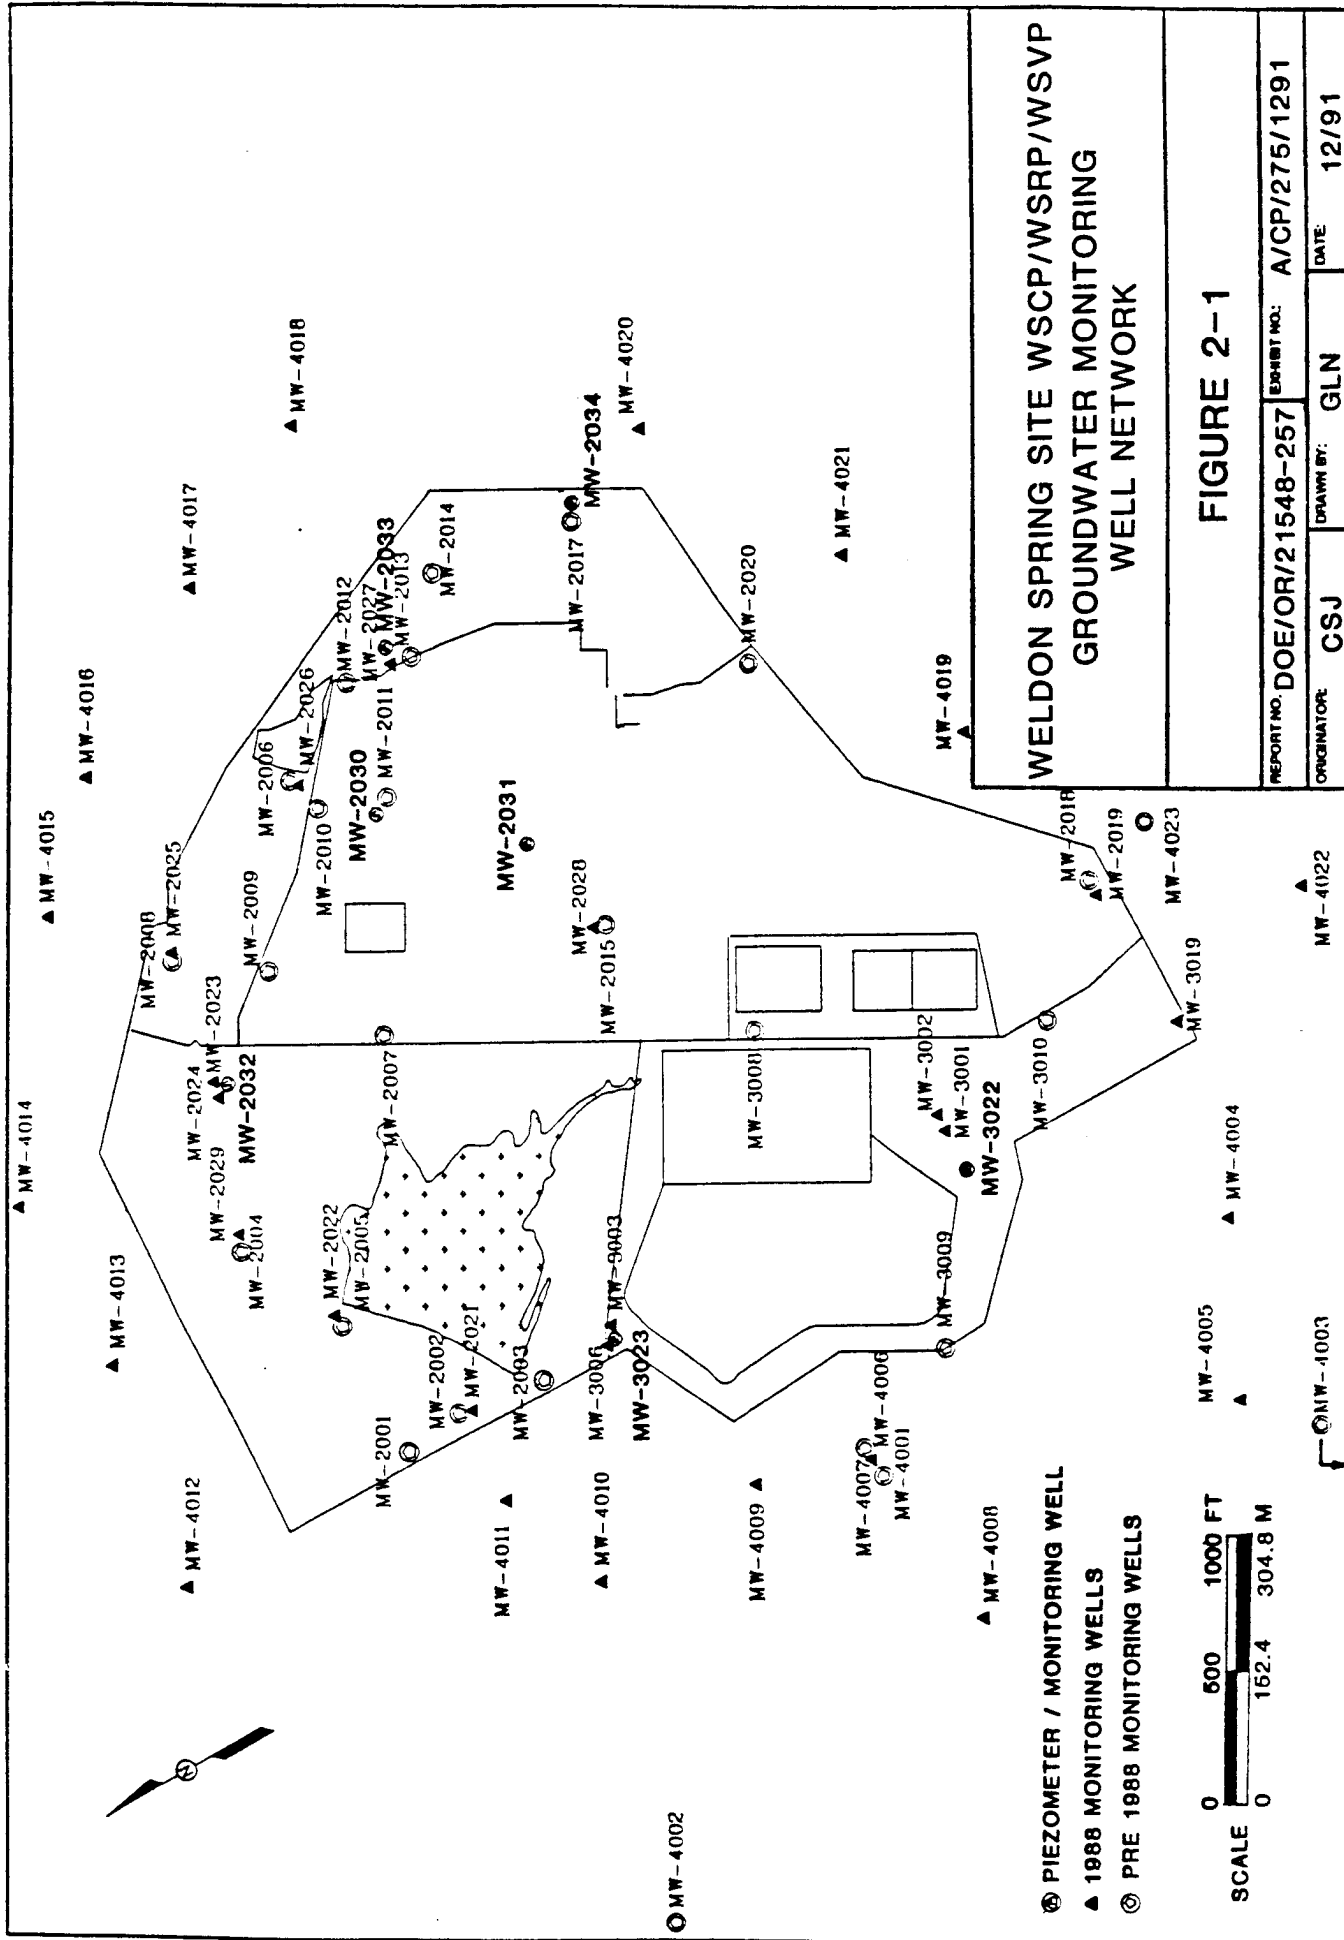 MW-4002
MW-4012
MW-4013
MW-4014
MW-4015
MW-4016
MW-4017
MW-4018
MW-4020
MW-4021
MW-4019
MW-4011
MW-4010
MW-4009
MW-4008
MW-4007
MW-4006
MW-4001
MW-4005
MW-4004
MW-4003
MW-4022
MW-4023
MW-2001
MW-2002
MW-2021
MW-2003
MW-3006
MW-3023
MW-9003
MW-2022
MW-2005
MW-2004
MW-2029
MW-2024
MW-2032
MW-2023
MW-2007
MW-2008
MW-2025
MW-2009
MW-2010
MW-2006
MW-2026
MW-2030
MW-2011
MW-2012
MW-2027
MW-2033
MW-2013
MW-2014
MW-2017
MW-2034
MW-2031
MW-2028
MW-2015
MW-2020
MW-2018
MW-2019
MW-3008
MW-3002
MW-3001
MW-3022
MW-3010
MW-3009
MW-3019
N
PIEZOMETER / MONITORING WELL
1988 MONITORING WELLS
PRE 1988 MONITORING WELLS
0 500 1000 FT
SCALE
0 152.4 304.8 M
WELDON SPRING SITE WSCP/WSRP/WSVP
GROUNDWATER MONITORING
WELL NETWORK
FIGURE 2-1
REPORT NO. DOE/OR/21548-257 EXHIBIT NO.: A/CP/275/1291
ORIGINATOR: CSJ DRAWN BY: GLN DATE: 12/91